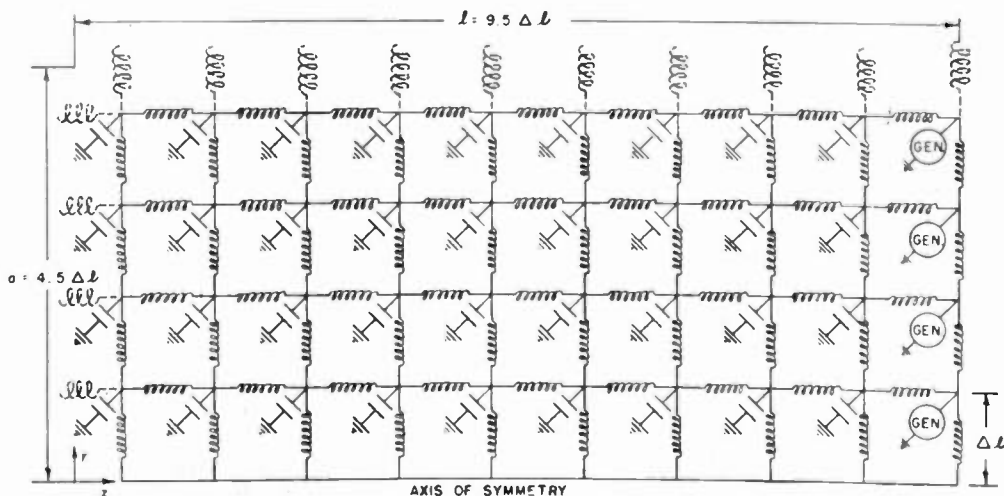 l = 9.5 Δl
GEN.
GEN.
a = 4.5 Δl
GEN.
GEN.
Δl
r
z
AXIS OF SYMMETRY